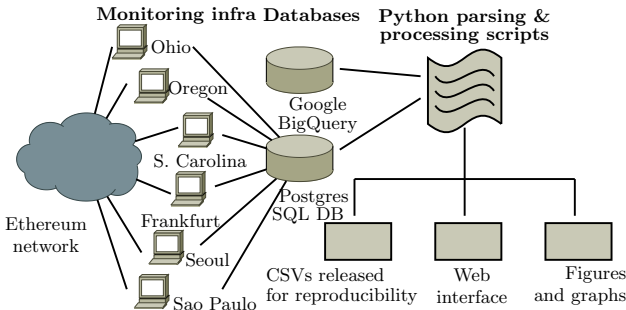 Monitoring infra
Databases
Python parsing &
processing scripts
Ohio
Oregon
S. Carolina
Frankfurt
Seoul
Sao Paulo
Ethereum
network
Google
BigQuery
Postgres
SQL DB
CSVs released
for reproducibility
Web
interface
Figures
and graphs